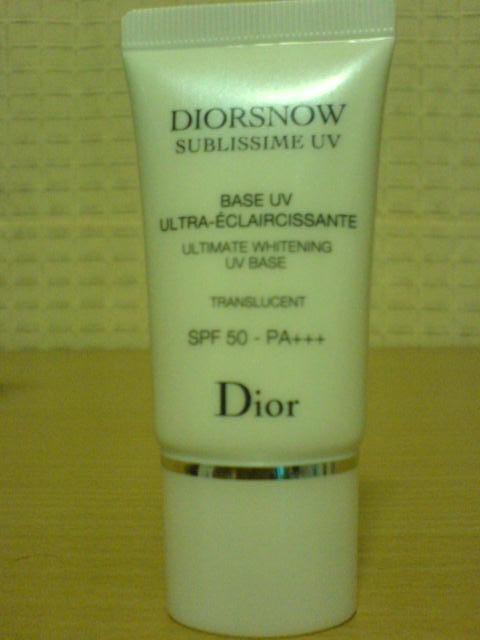 DIORSNOW
SUBLISSIME UV
BASE UV
ULTRA-ÉCLAIRCISSANTE
ULTIMATE WHITENING
UV BASE
TRANSLUCENT
SPF 50 - PA+++
Dior